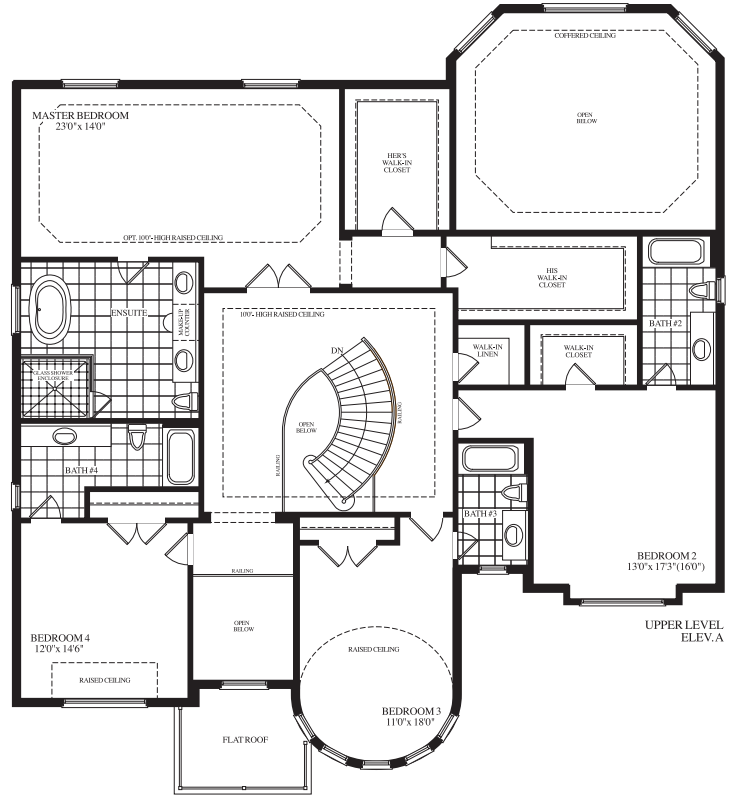 COFFERED CEILING
OPEN
BELOW
MASTER BEDROOM
23'0"x 14'0"
HER'S
WALK-IN
CLOSET
OPT. 10'0"- HIGH RAISED CEILING
HIS
WALK-IN
CLOSET
ENSUITE
MAKE-UP
COUNTER
10'0"- HIGH RAISED CEILING
BATH #2
DN
WALK-IN
LINEN
WALK-IN
CLOSET
GLASS SHOWER
ENCLOSURE
RAILING
OPEN
BELOW
RAILING
BATH #4
BATH #3
BEDROOM 2
13'0"x 17'3"(16'0")
RAILING
OPEN
BELOW
UPPER LEVEL
ELEV. A
BEDROOM 4
12'0"x 14'6"
RAISED CEILING
RAISED CEILING
BEDROOM 3
11'0"x 18'0"
FLAT ROOF